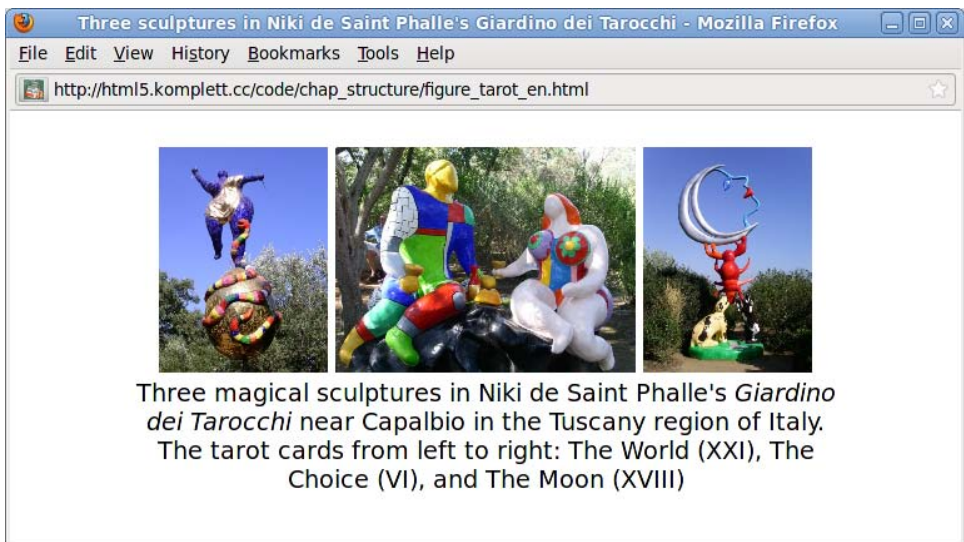 Three sculptures in Niki de Saint Phalle's Giardino dei Tarocchi - Mozilla Firefox
File Edit View History Bookmarks Tools Help
http://html5.komplett.cc/code/chap_structure/figure_tarot_en.html
Three magical sculptures in Niki de Saint Phalle's Giardino
dei Tarocchi near Capalbio in the Tuscany region of Italy.
The tarot cards from left to right: The World (XXI), The
Choice (VI), and The Moon (XVIII)